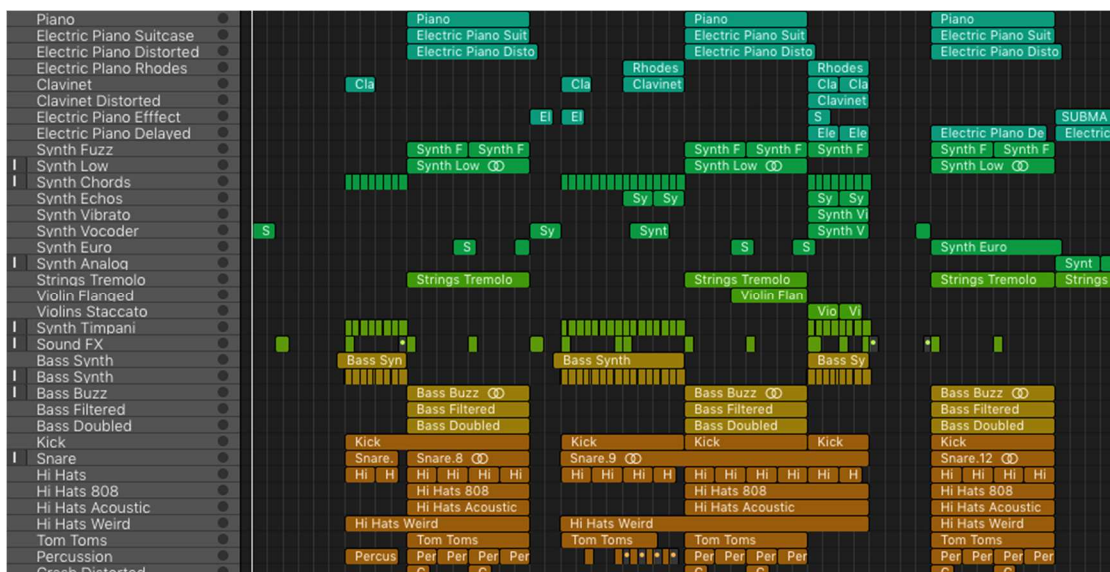 Piano Piano Piano Piano
Electric Piano Suitcase Electric Piano Suit Electric Piano Suit Electric Piano Suit
Electric Piano Distorted Electric Piano Disto Electric Piano Disto Electric Piano Disto
Electric Piano Rhodes Rhodes Rhodes
Clavinet Cla Cla Clavinet Cla Cla
Clavinet Distorted Clavinet
Electric Piano Efffect El El S SUBMA
Electric Piano Delayed Ele Ele Electric Piano De Electric
Synth Fuzz Synth F Synth F Synth F Synth F Synth F Synth F Synth F
I Synth Low Synth Low Synth Low Synth Low
I Synth Chords
Synth Echos Sy Sy Sy Sy
Synth Vibrato Synth Vi
Synth Vocoder S Sy Synt Synth V
Synth Euro S S S Synth Euro
I Synth Analog Synt
Strings Tremolo Strings Tremolo Strings Tremolo Strings Tremolo Strings
Violin Flanged Violin Flan
Violins Staccato Vio Vi
I Synth Timpani
I Sound FX
Bass Synth Bass Syn Bass Synth Bass Sy
I Bass Synth
I Bass Buzz Bass Buzz Bass Buzz Bass Buzz
Bass Filtered Bass Filtered Bass Filtered Bass Filtered
Bass Doubled Bass Doubled Bass Doubled Bass Doubled
Kick Kick Kick Kick Kick Kick
I Snare Snare. Snare.8 Snare.9 Snare.12
Hi Hats Hi H Hi Hi Hi Hi Hi Hi Hi H Hi Hi Hi Hi Hi H Hi Hi Hi Hi
Hi Hats 808 Hi Hats 808 Hi Hats 808 Hi Hats 808
Hi Hats Acoustic Hi Hats Acoustic Hi Hats Acoustic Hi Hats Acoustic
Hi Hats Weird Hi Hats Weird Hi Hats Weird Hi Hats Weird
Tom Toms Tom Toms Tom Toms Tom Toms Tom Toms
Percussion Percus Per Per Per Per Per Per Per Per Per Per Per Per
Crash Distorted C C C C C C